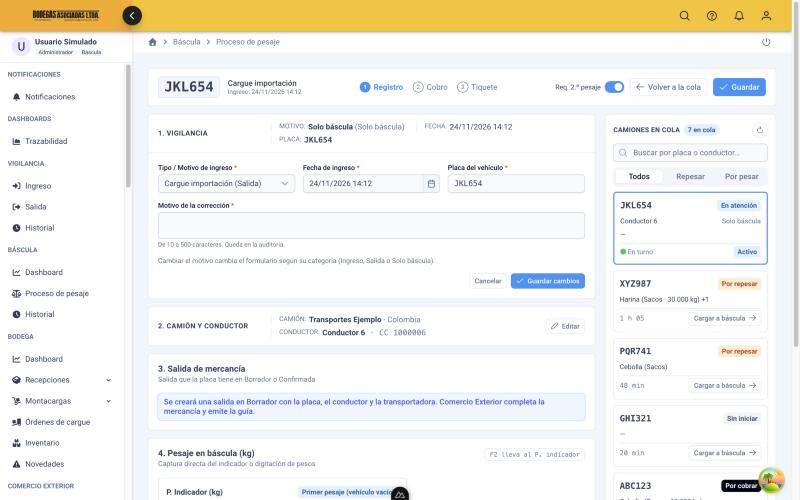 BODEGAS ASOCIADAS LTDA.
U
Usuario Simulado
Administrador
Báscula
NOTIFICACIONES
Notificaciones
DASHBOARDS
Trazabilidad
VIGILANCIA
Ingreso
Salida
Historial
BÁSCULA
Dashboard
Proceso de pesaje
Historial
BODEGA
Dashboard
Recepciones
Montacargas
Órdenes de cargue
Inventario
Novedades
COMERCIO EXTERIOR
Báscula
Proceso de pesaje
JKL654
Cargue importación
Ingreso: 24/11/2026 14:12
1 Registro
2 Cobro
3 Tiquete
Req. 2.º pesaje
Volver a la cola
Guardar
1. VIGILANCIA
MOTIVO: Solo báscula (Solo báscula)
FECHA: 24/11/2026 14:12
PLACA: JKL654
Tipo / Motivo de ingreso *
Cargue importación (Salida)
Fecha de ingreso *
24/11/2026 14:12
Placa del vehículo *
JKL654
Motivo de la corrección *
De 10 a 500 caracteres. Queda en la auditoría.
Cambiar el motivo cambia el formulario según su categoría (Ingreso, Salida o Solo báscula).
Cancelar
Guardar cambios
2. CAMIÓN Y CONDUCTOR
CAMIÓN: Transportes Ejemplo · Colombia
CONDUCTOR: Conductor 6 · CC 1000006
Editar
3. Salida de mercancía
Salida que la placa tiene en Borrador o Confirmada
Se creará una salida en Borrador con la placa, el conductor y la transportadora. Comercio Exterior completa la
mercancía y emite la guía.
4. Pesaje en báscula (kg)
Captura directa del indicador o digitación de pesos
F2 lleva al P. indicador
P. Indicador (kg)
Primer pesaje (vehículo
CAMIONES EN COLA
7 en cola
Buscar por placa o conductor...
Todos
Repesar
Por pesar
JKL654
En atención
Conductor 6
Solo báscula
—
En turno
Activo
XYZ987
Por repesar
Harina (Sacos · 30.000 kg) +1
1 h 05
Cargar a báscula
PQR741
Por repesar
Cebolla (Sacos)
48 min
Cargar a báscula
GHI321
Sin iniciar
—
20 min
Cargar a báscula
ABC123
Por cobrar